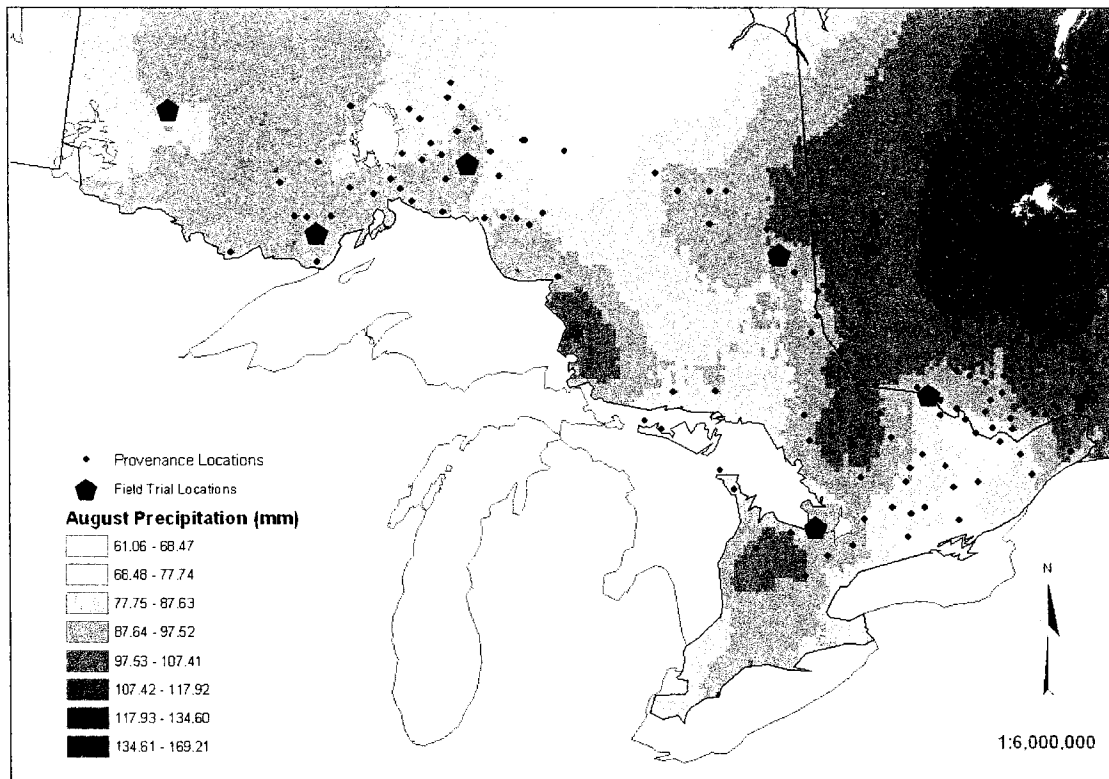 Provenance Locations
Field Trial Locations
August Precipitation (mm)
61.06 - 68.47
68.48 - 77.74
77.75 - 87.63
87.64 - 97.52
97.53 - 107.41
107.42 - 117.92
117.93 - 134.60
134.61 - 169.21
N
1:6,000,000